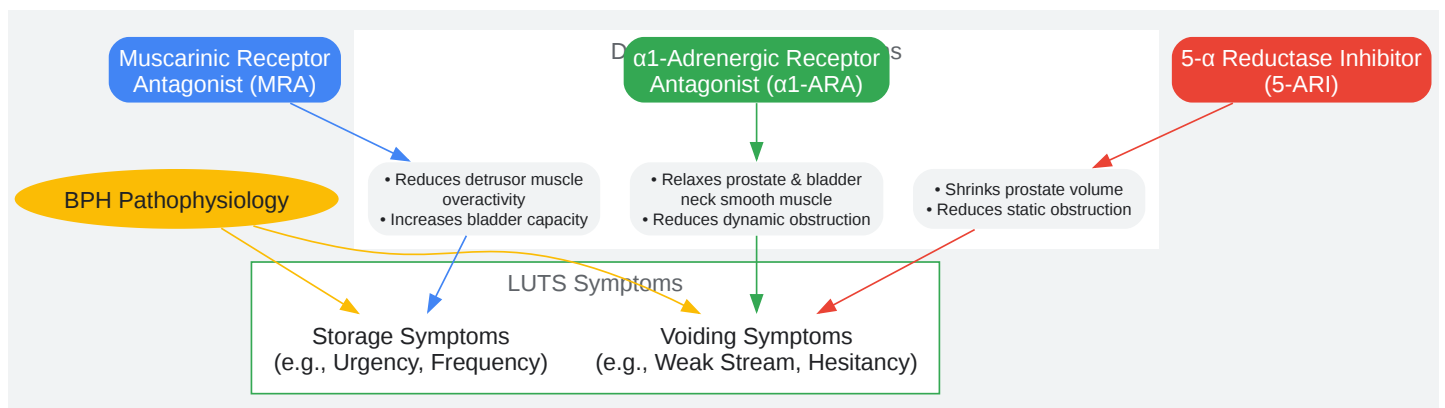 Muscarinic Receptor
Antagonist (MRA)
α1-Adrenergic Receptor
Antagonist (α1-ARA)
5-α Reductase Inhibitor
(5-ARI)
BPH Pathophysiology
• Reduces detrusor muscle
overactivity
• Increases bladder capacity
• Relaxes prostate & bladder
neck smooth muscle
• Reduces dynamic obstruction
• Shrinks prostate volume
• Reduces static obstruction
LUTS Symptoms
Storage Symptoms
(e.g., Urgency, Frequency)
Voiding Symptoms
(e.g., Weak Stream, Hesitancy)